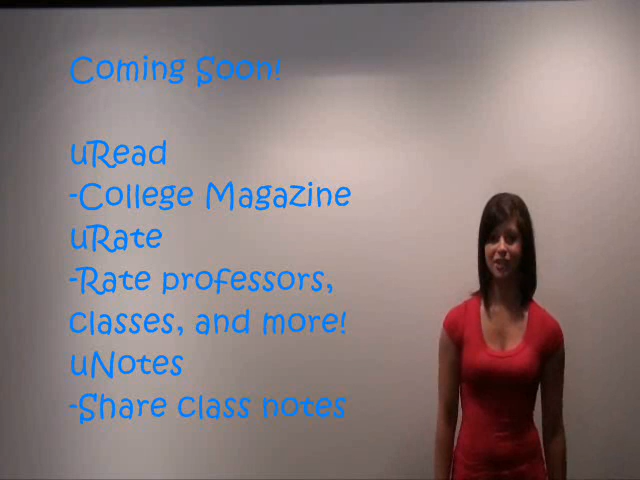 Coming Soon!
uRead
-College Magazine
uRate
-Rate professors,
classes, and more!
uNotes
-Share class notes